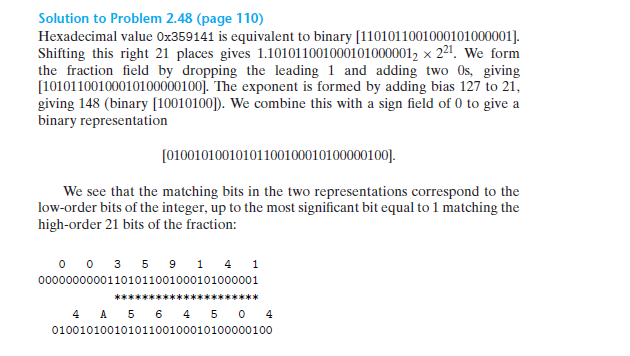 Solution to Problem 2.48 (page 110)
Hexadecimal value 0x359141 is equivalent to binary [1101011001000101000001].
Shifting this right 21 places gives 1.101011001000101000001₂ × 2²¹. We form
the fraction field by dropping the leading 1 and adding two 0s, giving
[10101100100010100000100]. The exponent is formed by adding bias 127 to 21,
giving 148 (binary [10010100]). We combine this with a sign field of 0 to give a
binary representation
[01001010010101100100010100000100].
We see that the matching bits in the two representations correspond to the
low-order bits of the integer, up to the most significant bit equal to 1 matching the
high-order 21 bits of the fraction:
0 0 3 5 9 1 4 1
00000000001101011001000101000001
*********************
4 A 5 6 4 5 0 4
01001010010101100100010100000100